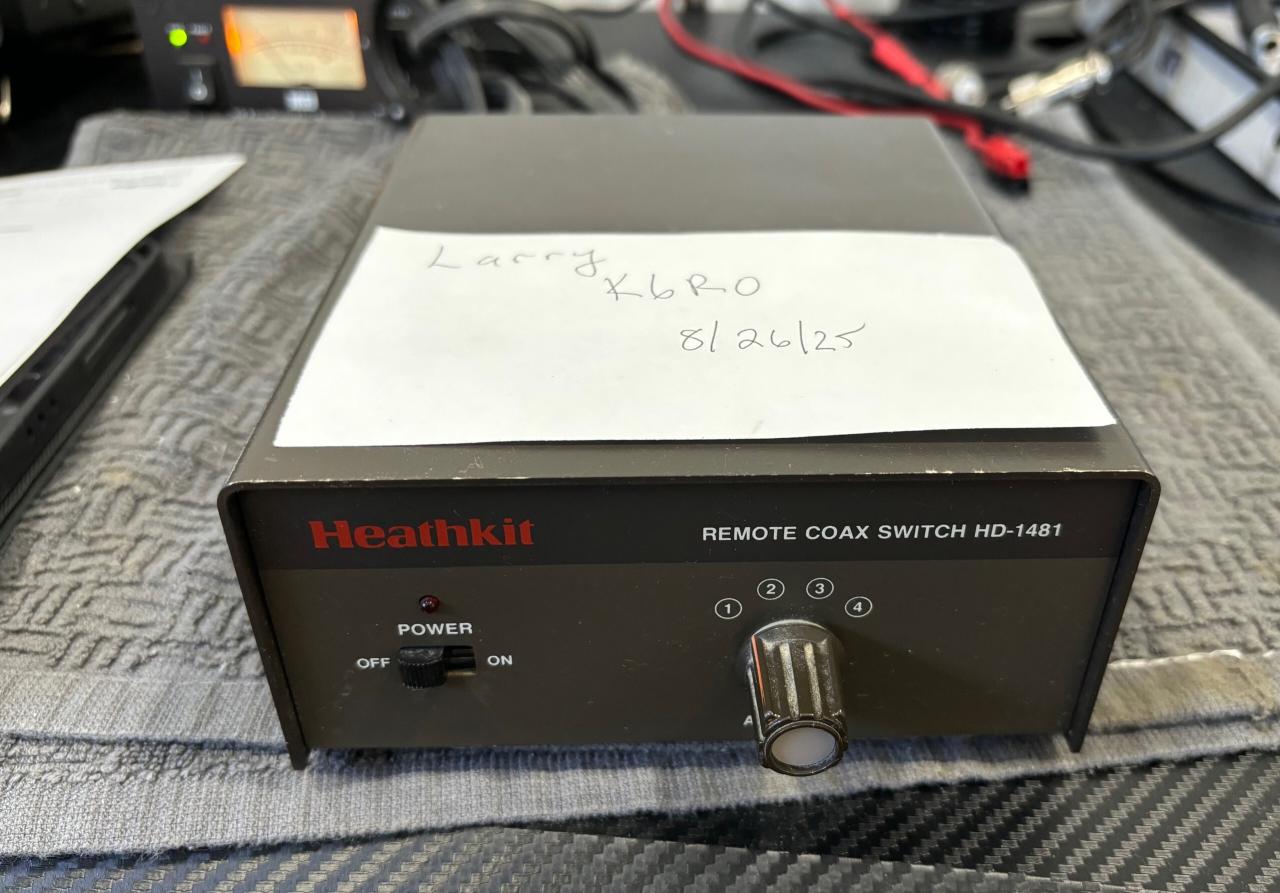 Larry
K6RO
8/26/25
Heathkit
REMOTE COAX SWITCH HD-1481
1 2 3 4
POWER
OFF ON